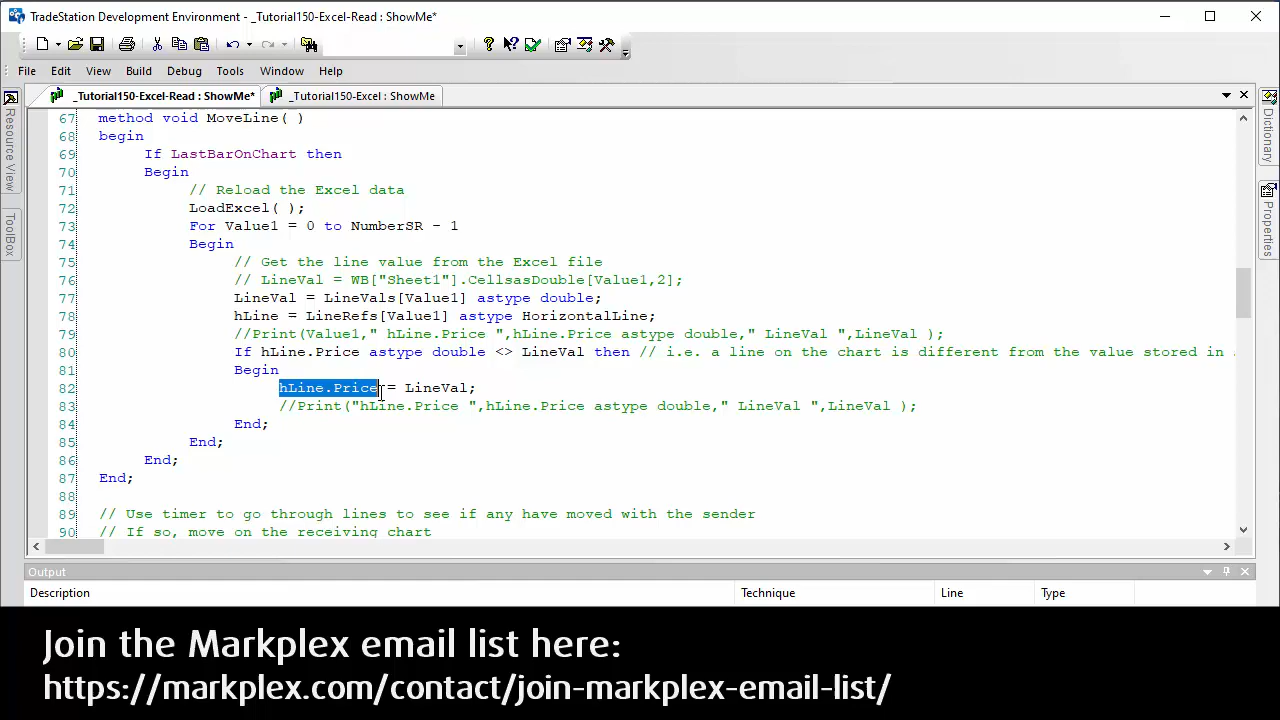 TradeStation Development Environment - _Tutorial150-Excel-Read : ShowMe*
File Edit View Build Debug Tools Window Help
_Tutorial150-Excel-Read : ShowMe* _Tutorial150-Excel : ShowMe
Resource View
ToolBox
Dictionary
Properties
67 method void MoveLine( )
68 begin
69 If LastBarOnChart then
70 Begin
71 // Reload the Excel data
72 LoadExcel( );
73 For Value1 = 0 to NumberSR - 1
74 Begin
75 // Get the line value from the Excel file
76 // LineVal = WB["Sheet1"].CellsasDouble[Value1,2];
77 LineVal = LineVals[Value1] astype double;
78 hLine = LineRefs[Value1] astype HorizontalLine;
79 //Print(Value1," hLine.Price ",hLine.Price astype double," LineVal ",LineVal );
80 If hLine.Price astype double <> LineVal then // i.e. a line on the chart is different from the value stored in
81 Begin
82 hLine.Price = LineVal;
83 //Print("hLine.Price ",hLine.Price astype double," LineVal ",LineVal );
84 End;
85 End;
86 End;
87 End;
88
89 // Use timer to go through lines to see if any have moved with the sender
90 // If so, move on the receiving chart
Output
Description Technique Line Type
Join the Markplex email list here:
https://markplex.com/contact/join-markplex-email-list/